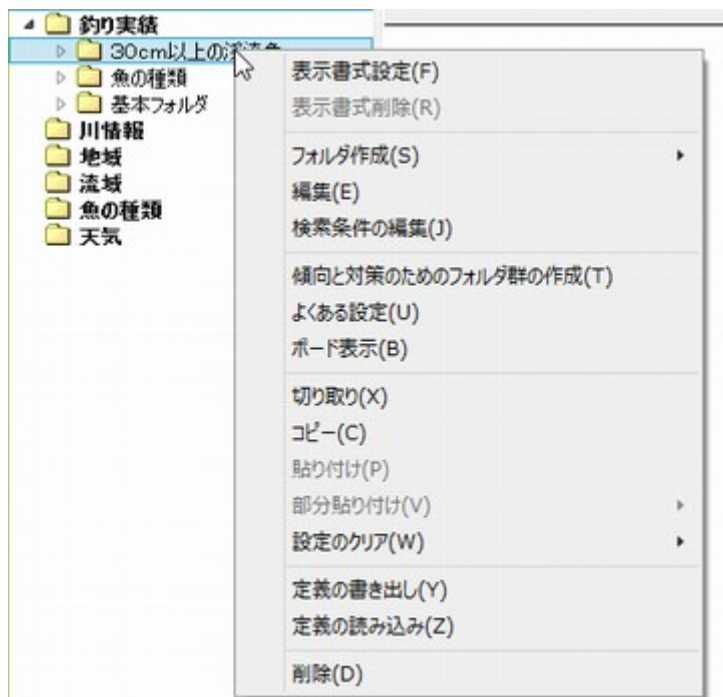 釣り実績
30cm以上の渓流魚
魚の種類
基本フォルダ
川情報
地域
流域
魚の種類
天気
表示書式設定(F)
表示書式削除(R)
フォルダ作成(S)
編集(E)
検索条件の編集(J)
傾向と対策のためのフォルダ群の作成(T)
よくある設定(U)
ボード表示(B)
切り取り(X)
コピー(C)
貼り付け(P)
部分貼り付け(V)
設定のクリア(W)
定義の書き出し(Y)
定義の読み込み(Z)
削除(D)